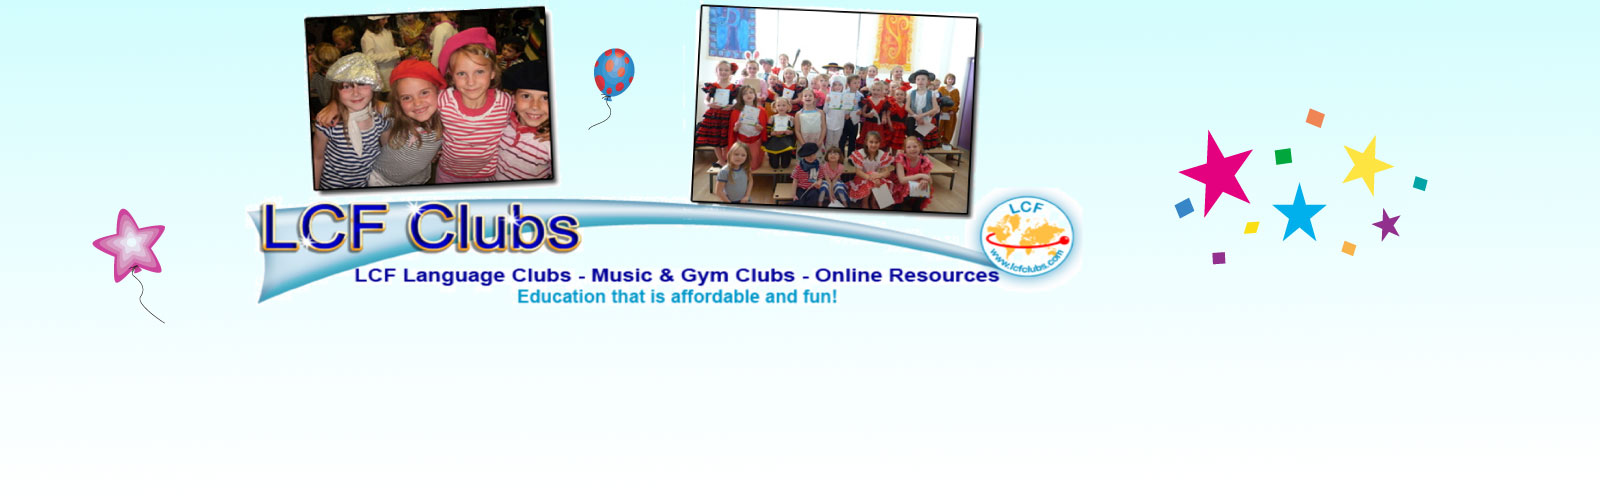 LCF Clubs
LCF
www.lcfclubs.com
LCF Language Clubs - Music & Gym Clubs - Online Resources
Education that is affordable and fun!